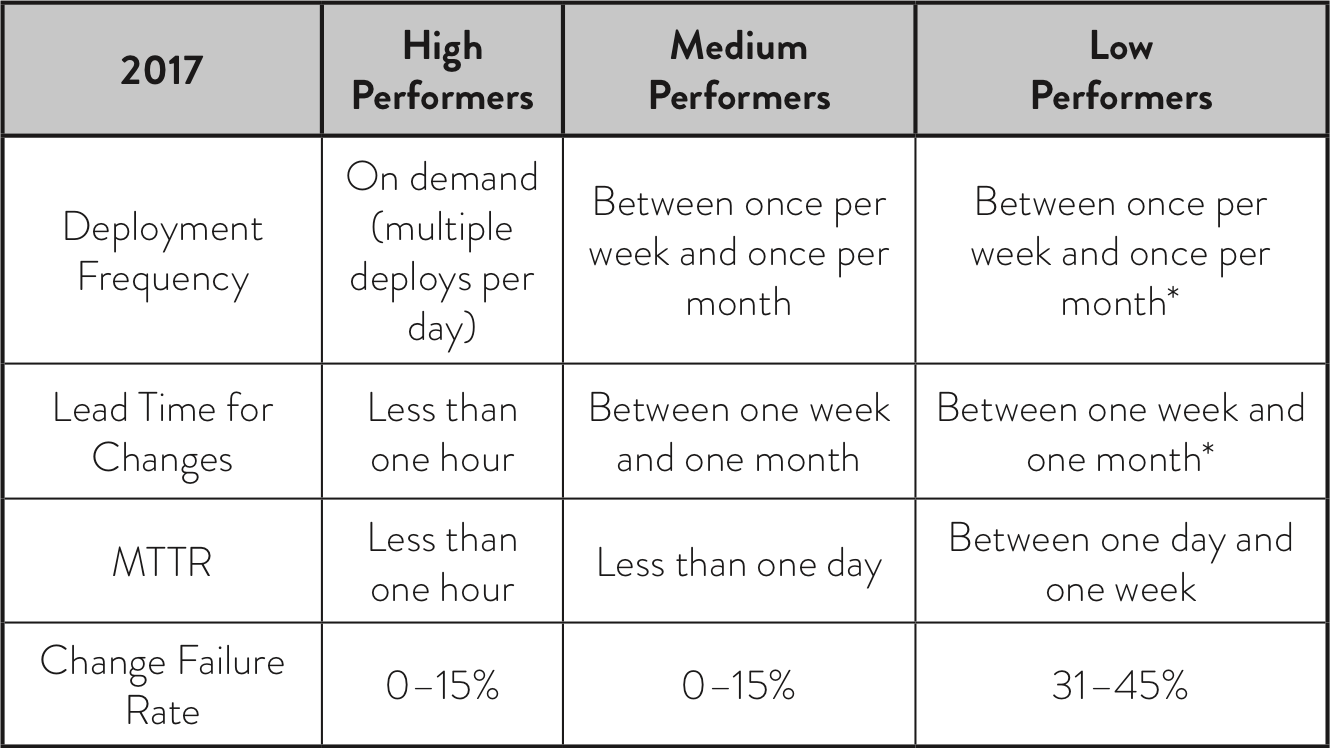 2017
High
Performers
Medium
Performers
Low
Performers
Deployment
Frequency
On demand
(multiple
deploys per
day)
Between once per
week and once per
month
Between once per
week and once per
month*
Lead Time for
Changes
Less than
one hour
Between one week
and one month
Between one week and
one month*
MTTR
Less than
one hour
Less than one day
Between one day and
one week
Change Failure
Rate
0–15%
0–15%
31–45%